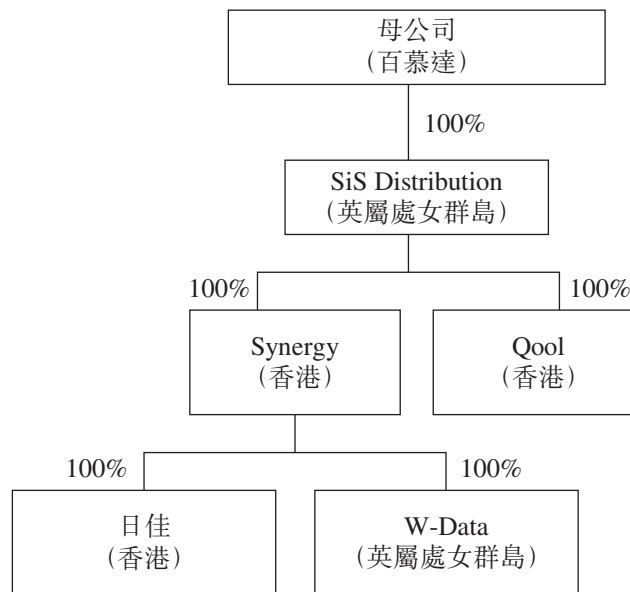 母公司
（百慕達）
100%
SiS Distribution
（英屬處女群島）
100%
100%
Synergy
（香港）
Qool
（香港）
100%
100%
日佳
（香港）
W-Data
（英屬處女群島）